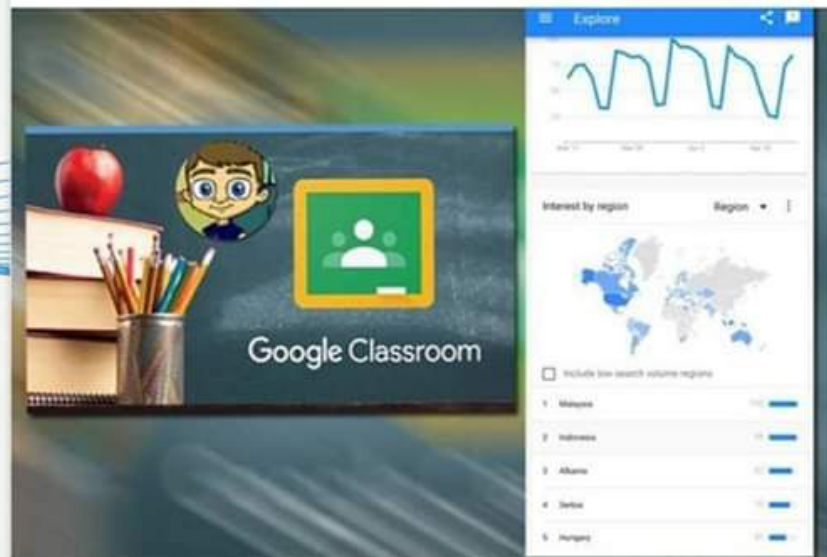 Google Classroom
Explore
Interest by region
Region
Include low search volume regions
1 Malaysia
2 Indonesia
3 Albania
4 Serbia
5 Hungary